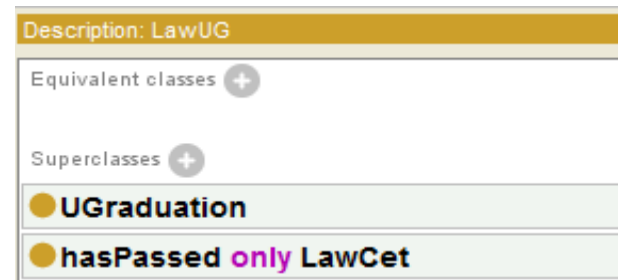 Description: LawUG
Equivalent classes
Superclasses
UGraduation
hasPassed only LawCet